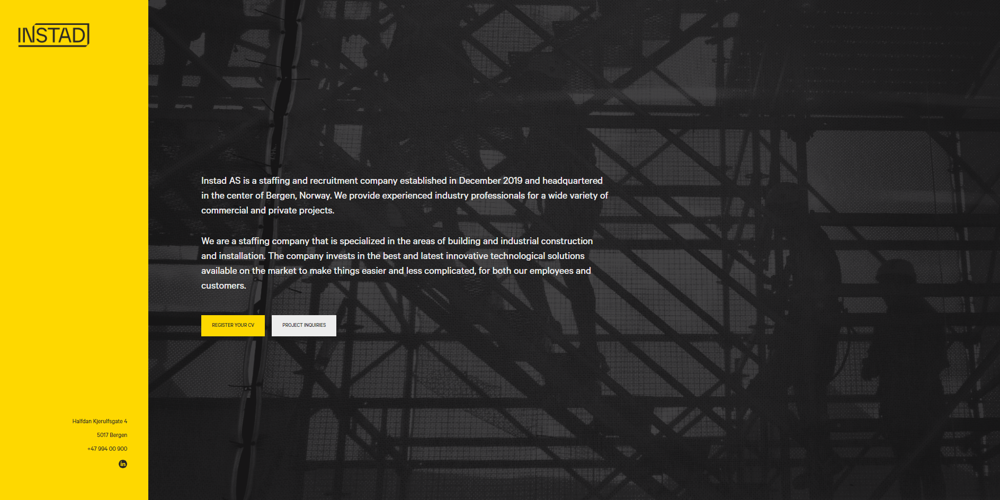 INSTAD
Instad AS is a staffing and recruitment company established in December 2019 and headquartered
in the center of Bergen, Norway. We provide experienced industry professionals for a wide variety of
commercial and private projects.
We are a staffing company that is specialized in the areas of building and industrial construction
and installation. The company invests in the best and latest innovative technological solutions
available on the market to make things easier and less complicated, for both our employees and
customers.
REGISTER YOUR CV
PROJECT INQUIRIES
Halfdan Kjerulfsgate 4
5017 Bergen
+47 994 00 900
in